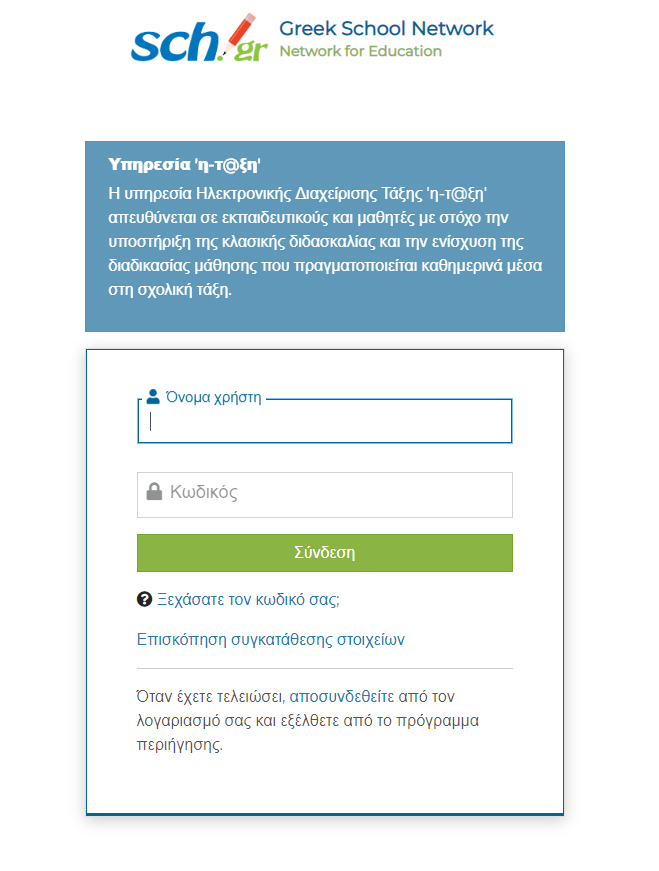 sch.gr
Greek School Network
Network for Education
Υπηρεσία 'η-τ@ξη'
Η υπηρεσία Ηλεκτρονικής Διαχείρισης Τάξης 'η-τ@ξη'
απευθύνεται σε εκπαιδευτικούς και μαθητές με στόχο την
υποστήριξη της κλασικής διδασκαλίας και την ενίσχυση της
διαδικασίας μάθησης που πραγματοποιείται καθημερινά μέσα
στη σχολική τάξη.
Όνομα χρήστη
Κωδικός
Σύνδεση
Ξεχάσατε τον κωδικό σας;
Επισκόπηση συγκατάθεσης στοιχείων
Όταν έχετε τελειώσει, αποσυνδεθείτε από τον
λογαριασμό σας και εξέλθετε από το πρόγραμμα
περιήγησης.